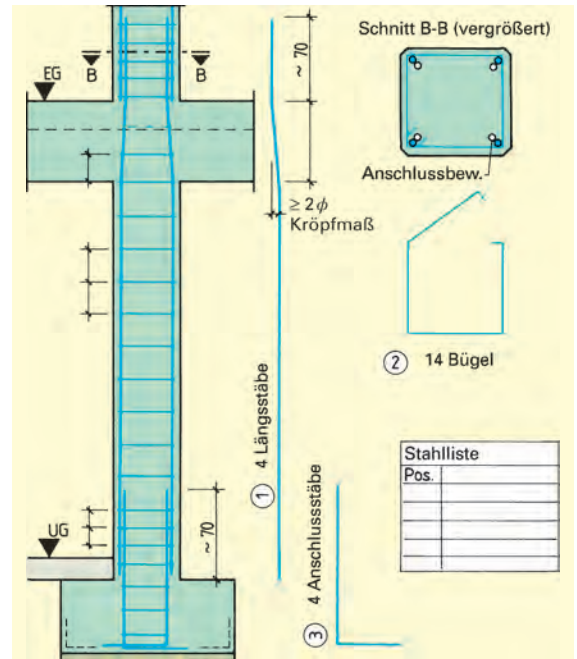 Schnitt B-B (vergrößert)
~ 70
EG
B
B
Anschlussbew.
≥ 2 ϕ
Kröpfmaß
2 14 Bügel
1 4 Längsstäbe
Stahlliste
Pos.
UG
~ 70
3 4 Anschlussstäbe